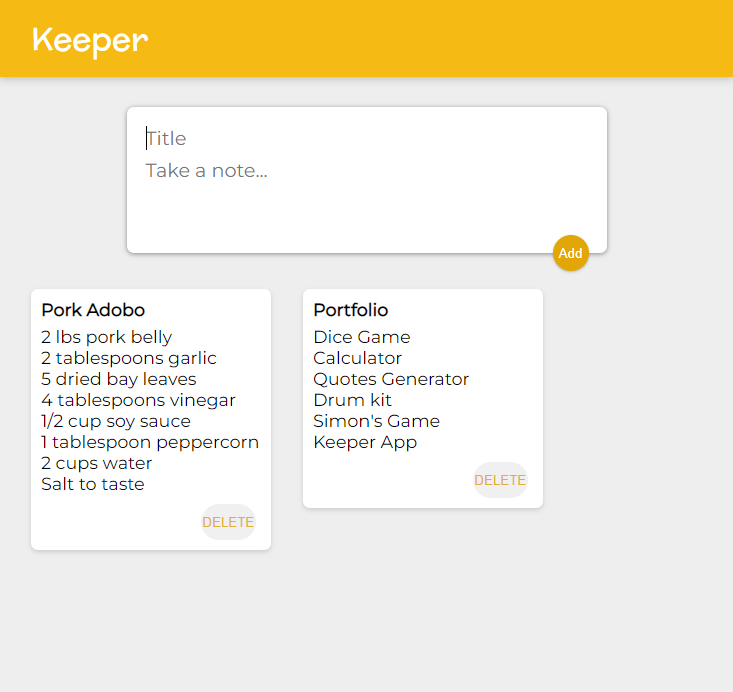 Keeper
Title
Take a note...
Add
Pork Adobo
2 lbs pork belly
2 tablespoons garlic
5 dried bay leaves
4 tablespoons vinegar
1/2 cup soy sauce
1 tablespoon peppercorn
2 cups water
Salt to taste
DELETE
Portfolio
Dice Game
Calculator
Quotes Generator
Drum kit
Simon's Game
Keeper App
DELETE